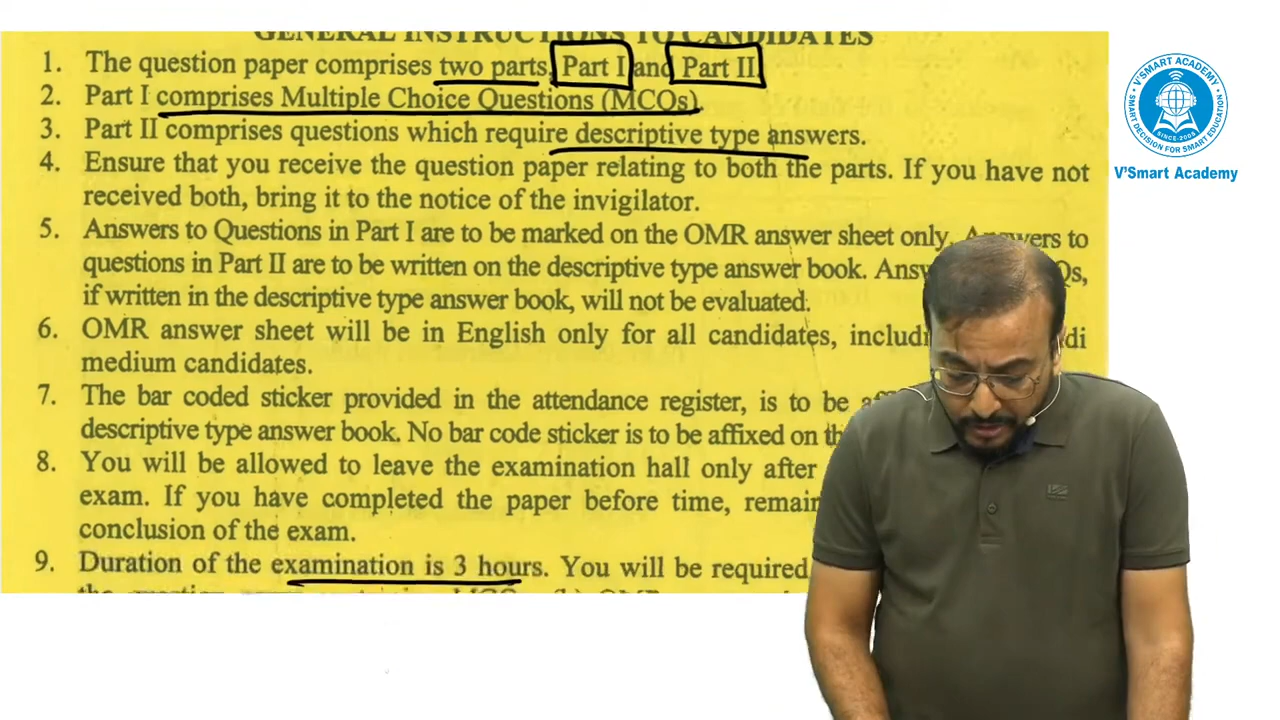 GENERAL INSTRUCTIONS TO CANDIDATES
1. The question paper comprises two parts, Part I and Part II.
2. Part I comprises Multiple Choice Questions (MCQs).
3. Part II comprises questions which require descriptive type answers.
4. Ensure that you receive the question paper relating to both the parts. If you have not
received both, bring it to the notice of the invigilator.
5. Answers to Questions in Part I are to be marked on the OMR answer sheet only. Answers to
questions in Part II are to be written on the descriptive type answer book.
if written in the descriptive type answer book, will not be evaluated.
6. OMR answer sheet will be in English only for all candidates,
medium candidates.
7. The bar coded sticker provided in the attendance register, is to be
descriptive type answer book. No bar code sticker is to be affixed on
8. You will be allowed to leave the examination hall only after
exam. If you have completed the paper before time,
conclusion of the exam.
9. Duration of the examination is 3 hours. You will be required
V'SMART ACADEMY
SMART DECISION FOR SMART EDUCATION
SINCE-2008
V'Smart Academy